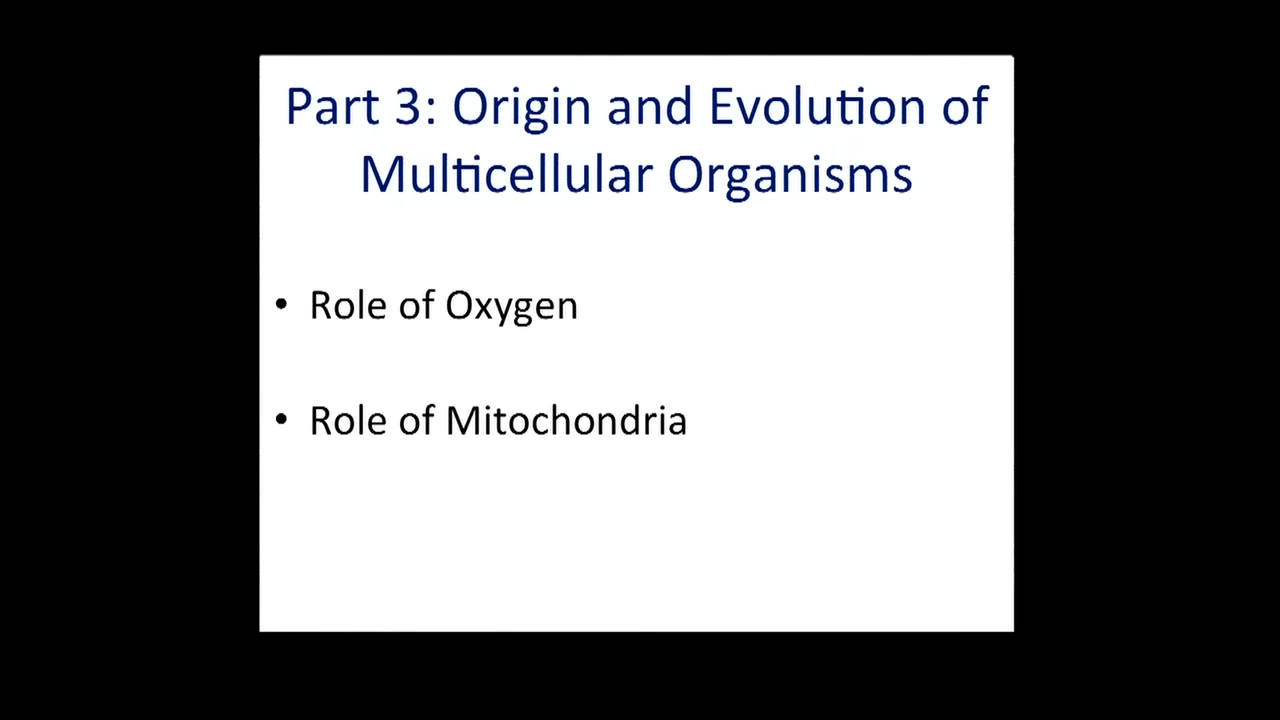 Part 3: Origin and Evolution of
Multicellular Organisms
• Role of Oxygen
• Role of Mitochondria